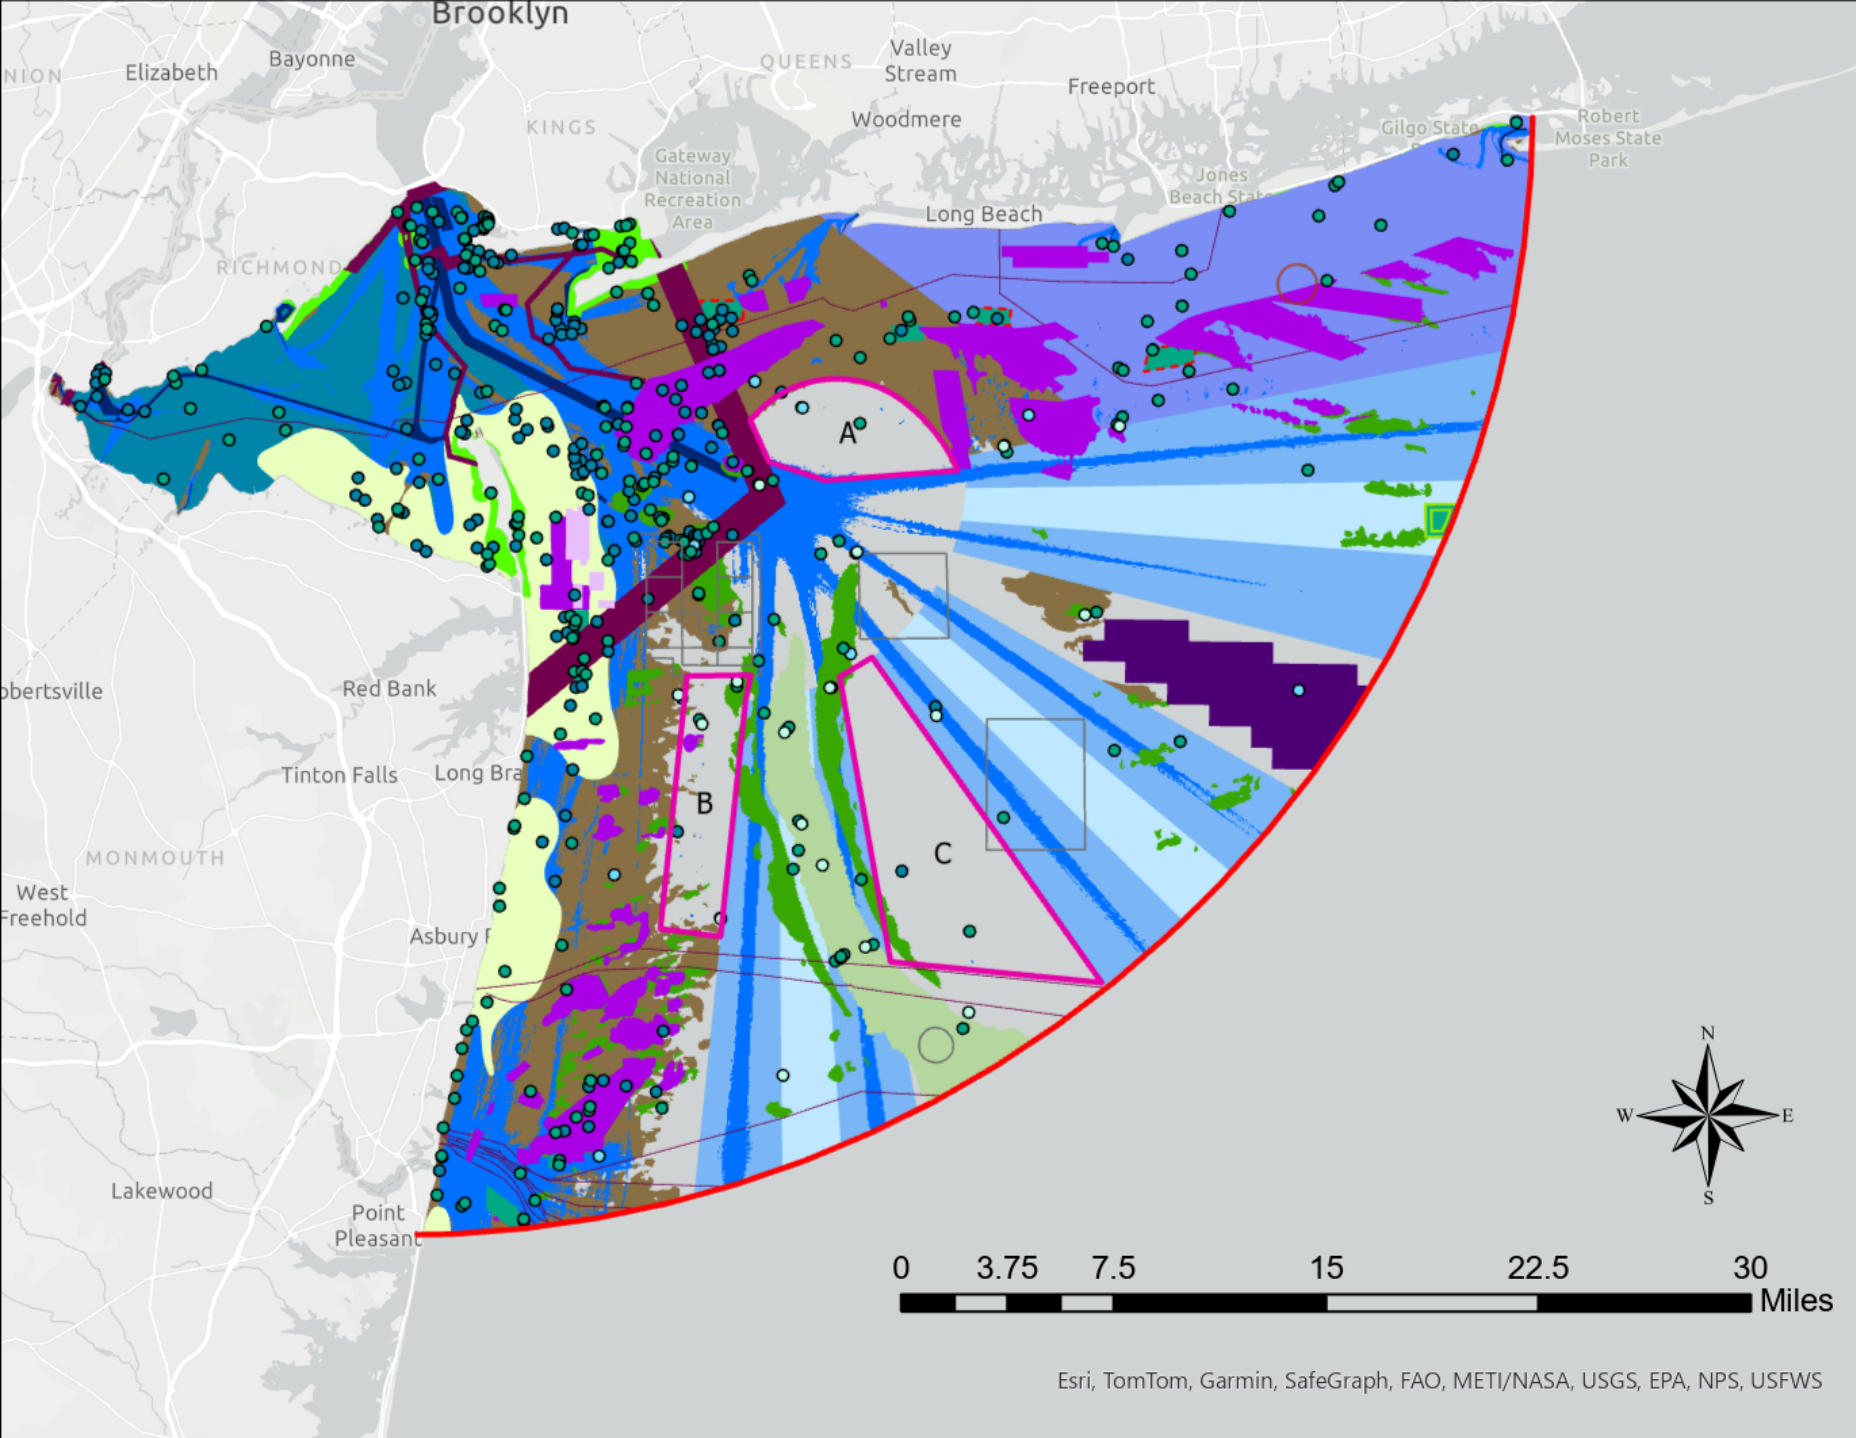 Brooklyn
Bayonne
Elizabeth
NION
QUEENS
Valley
Stream
Freeport
Woodmere
KINGS
Gateway
National
Recreation
Area
Gilgo State
Robert
Moses State
Park
Jones
Beach State
Long Beach
RICHMOND
A
Red Bank
obertsville
Tinton Falls
Long Bra
B
C
MONMOUTH
West
Freehold
Asbury
N
W
E
S
Lakewood
Point
Pleasant
0 3.75 7.5 15 22.5 30
Miles
Esri, TomTom, Garmin, SafeGraph, FAO, METI/NASA, USGS, EPA, NPS, USFWS